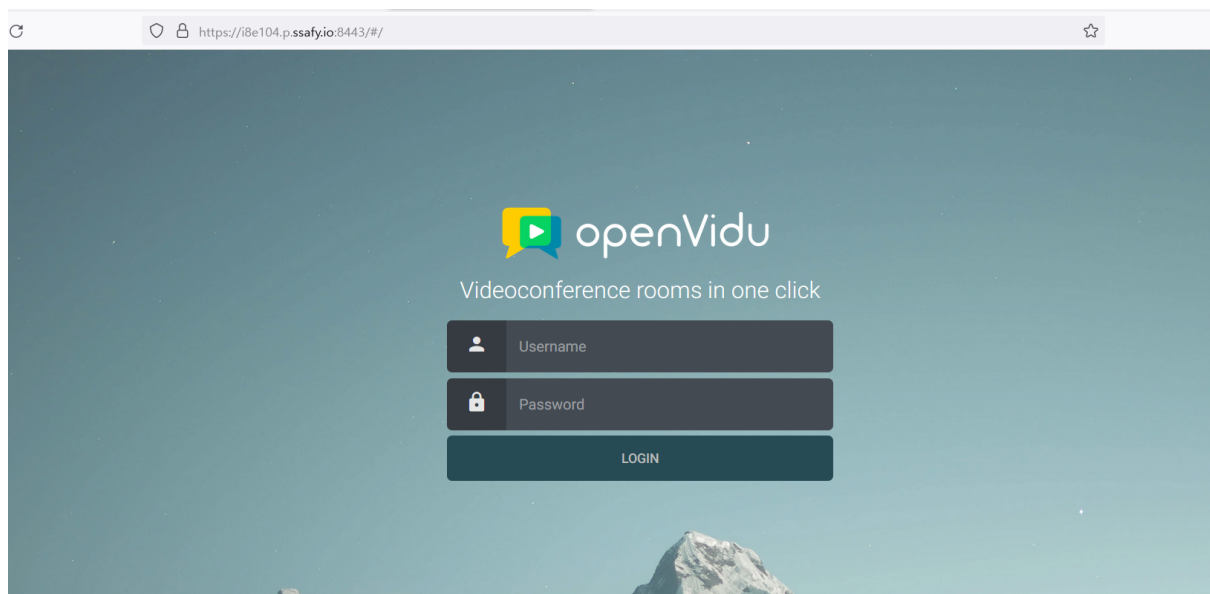 https://i8e104.p.ssafy.io:8443/#/
openVidu
Videoconference rooms in one click
Username
Password
LOGIN